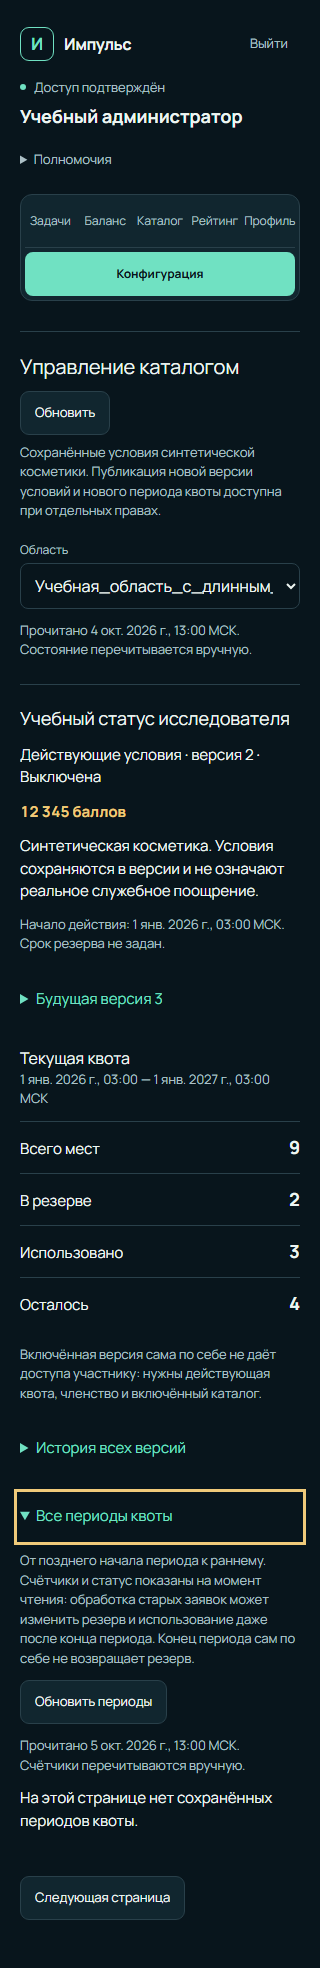 И Импульс Выйти
Доступ подтверждён
Учебный администратор
Полномочия
Задачи Баланс Каталог Рейтинг Профиль
Конфигурация
Управление каталогом
Обновить
Сохранённые условия синтетической
косметики. Публикация новой версии
условий и нового периода квоты доступна
при отдельных правах.
Область
Учебная_область_с_длинным_
Прочитано 4 окт. 2026 г., 13:00 МСК.
Состояние перечитывается вручную.
Учебный статус исследователя
Действующие условия · версия 2 ·
Выключена
12 345 баллов
Синтетическая косметика. Условия
сохраняются в версии и не означают
реальное служебное поощрение.
Начало действия: 1 янв. 2026 г., 03:00 МСК.
Срок резерва не задан.
Будущая версия 3
Текущая квота
1 янв. 2026 г., 03:00 — 1 янв. 2027 г., 03:00
МСК
Всего мест 9
В резерве 2
Использовано 3
Осталось 4
Включённая версия сама по себе не даёт
доступа участнику: нужны действующая
квота, членство и включённый каталог.
История всех версий
Все периоды квоты
От позднего начала периода к раннему.
Счётчики и статус показаны на момент
чтения: обработка старых заявок может
изменить резерв и использование даже
после конца периода. Конец периода сам по
себе не возвращает резерв.
Обновить периоды
Прочитано 5 окт. 2026 г., 13:00 МСК.
Счётчики перечитываются вручную.
На этой странице нет сохранённых
периодов квоты.
Следующая страница